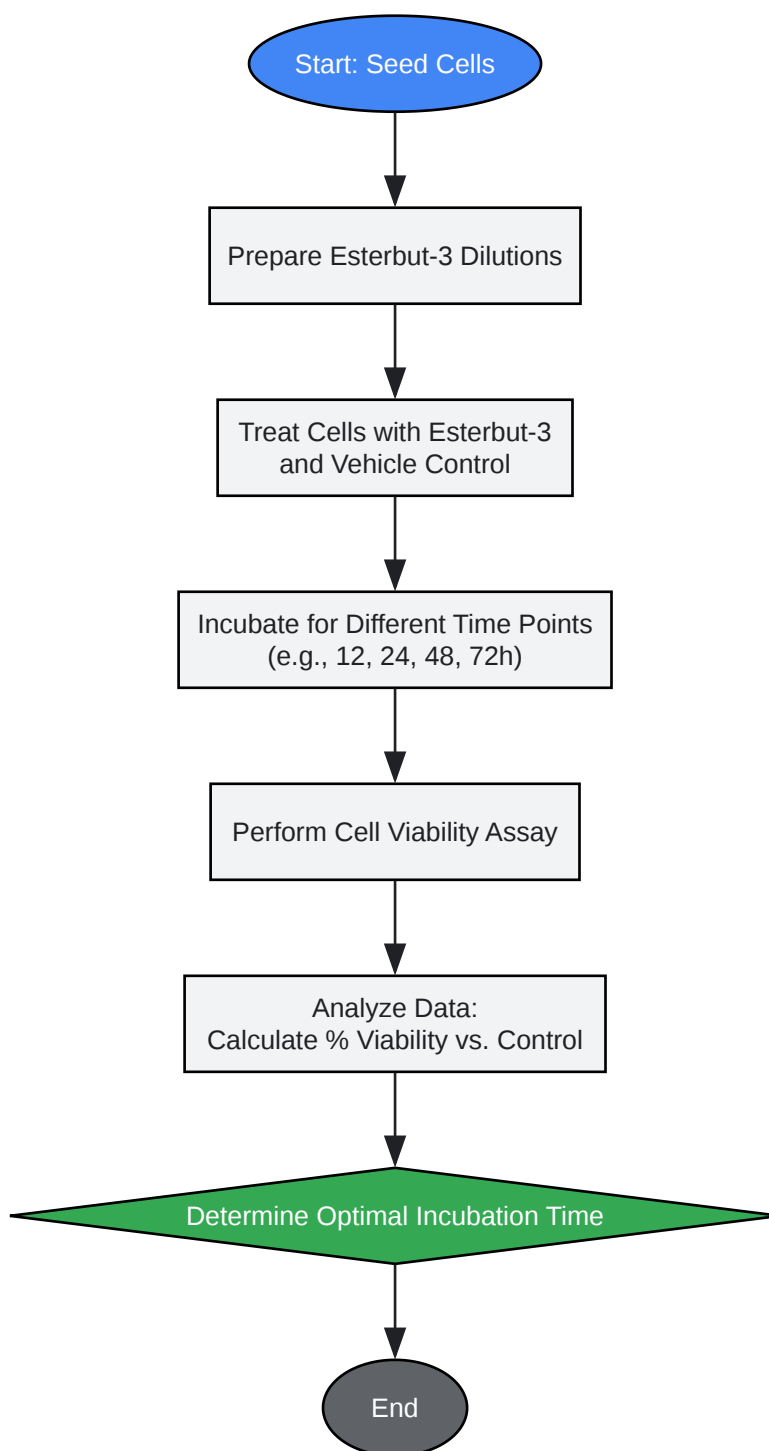 Start: Seed Cells
Prepare Esterbut-3 Dilutions
Treat Cells with Esterbut-3
and Vehicle Control
Incubate for Different Time Points
(e.g., 12, 24, 48, 72h)
Perform Cell Viability Assay
Analyze Data:
Calculate % Viability vs. Control
Determine Optimal Incubation Time
End